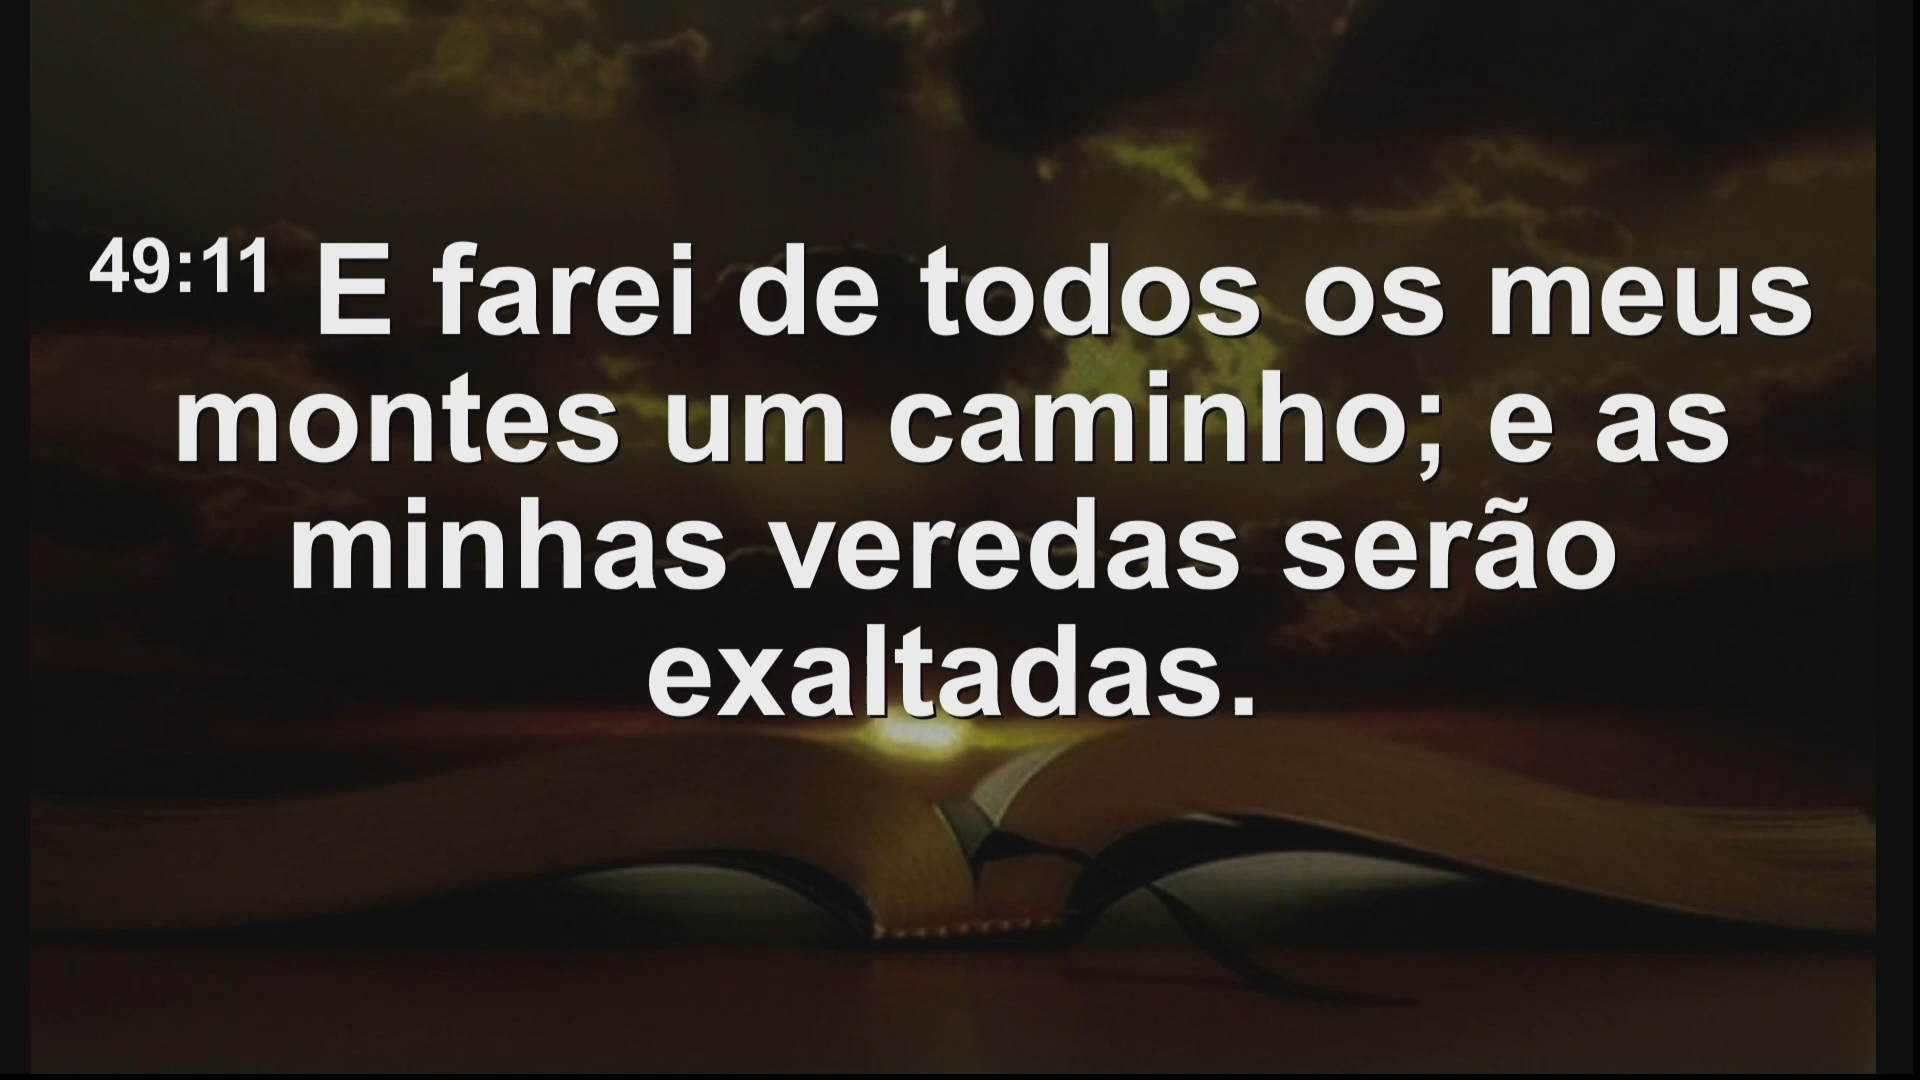 49:11 E farei de todos os meus
montes um caminho; e as
minhas veredas serão
exaltadas.